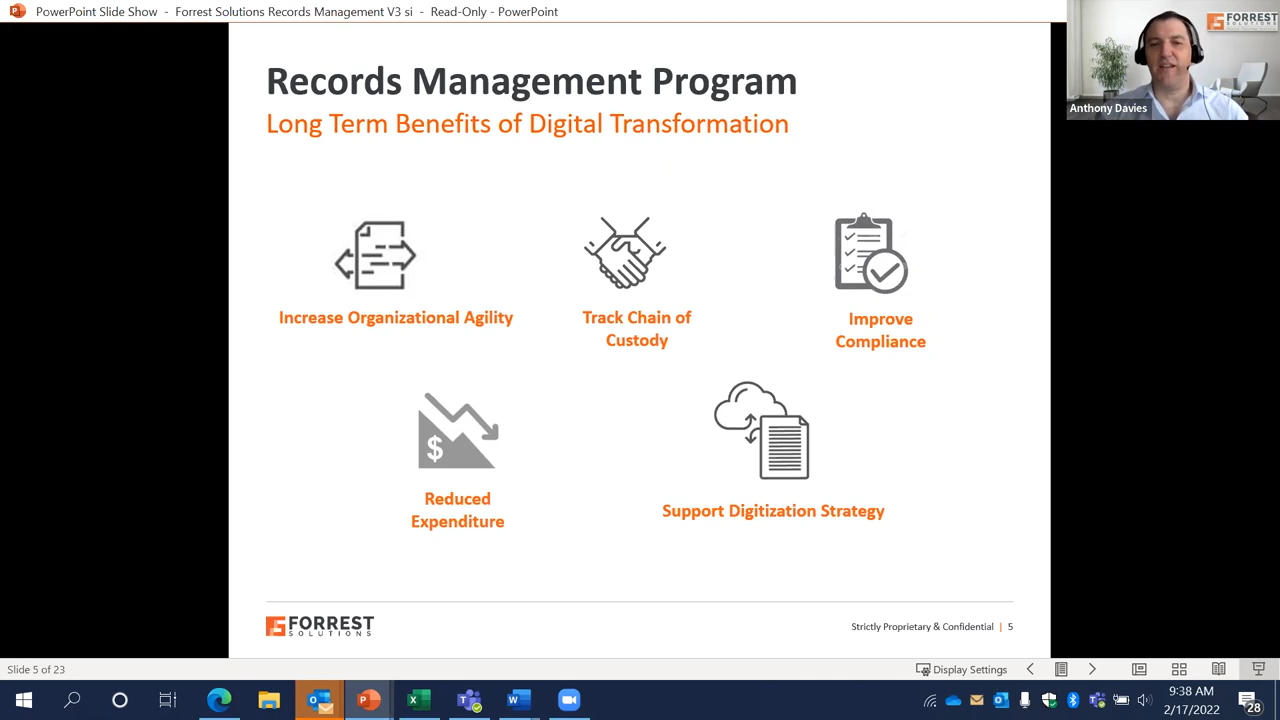 PowerPoint Slide Show - Forrest Solutions Records Management V3 si - Read-Only - PowerPoint
FORREST
SOLUTIONS
Anthony Davies
Records Management Program
Long Term Benefits of Digital Transformation
Increase Organizational Agility
Track Chain of
Custody
Improve
Compliance
$
Reduced
Expenditure
Support Digitization Strategy
FORREST
SOLUTIONS
Strictly Proprietary & Confidential | 5
Slide 5 of 23
Display Settings
9:38 AM
2/17/2022
28